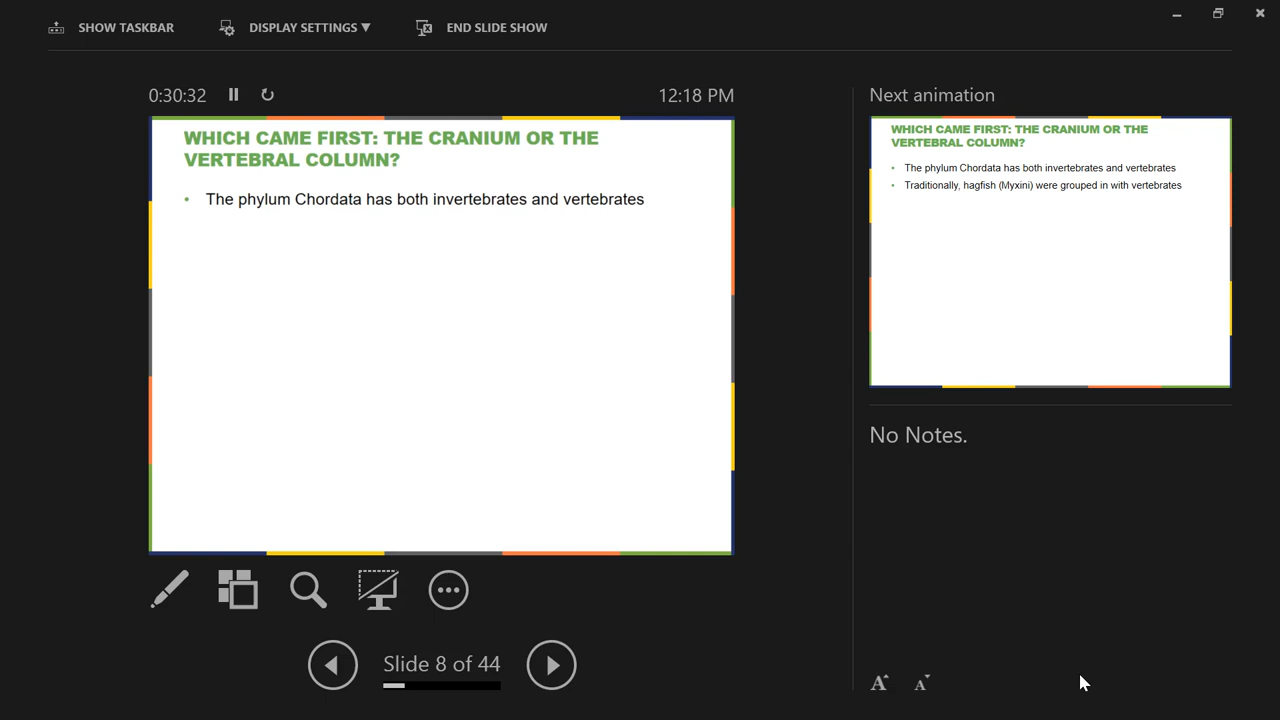 SHOW TASKBAR
DISPLAY SETTINGS ▼
END SLIDE SHOW
0:30:32
12:18 PM
WHICH CAME FIRST: THE CRANIUM OR THE
VERTEBRAL COLUMN?
• The phylum Chordata has both invertebrates and vertebrates
Slide 8 of 44
Next animation
WHICH CAME FIRST: THE CRANIUM OR THE
VERTEBRAL COLUMN?
• The phylum Chordata has both invertebrates and vertebrates
• Traditionally, hagfish (Myxini) were grouped in with vertebrates
No Notes.
A A